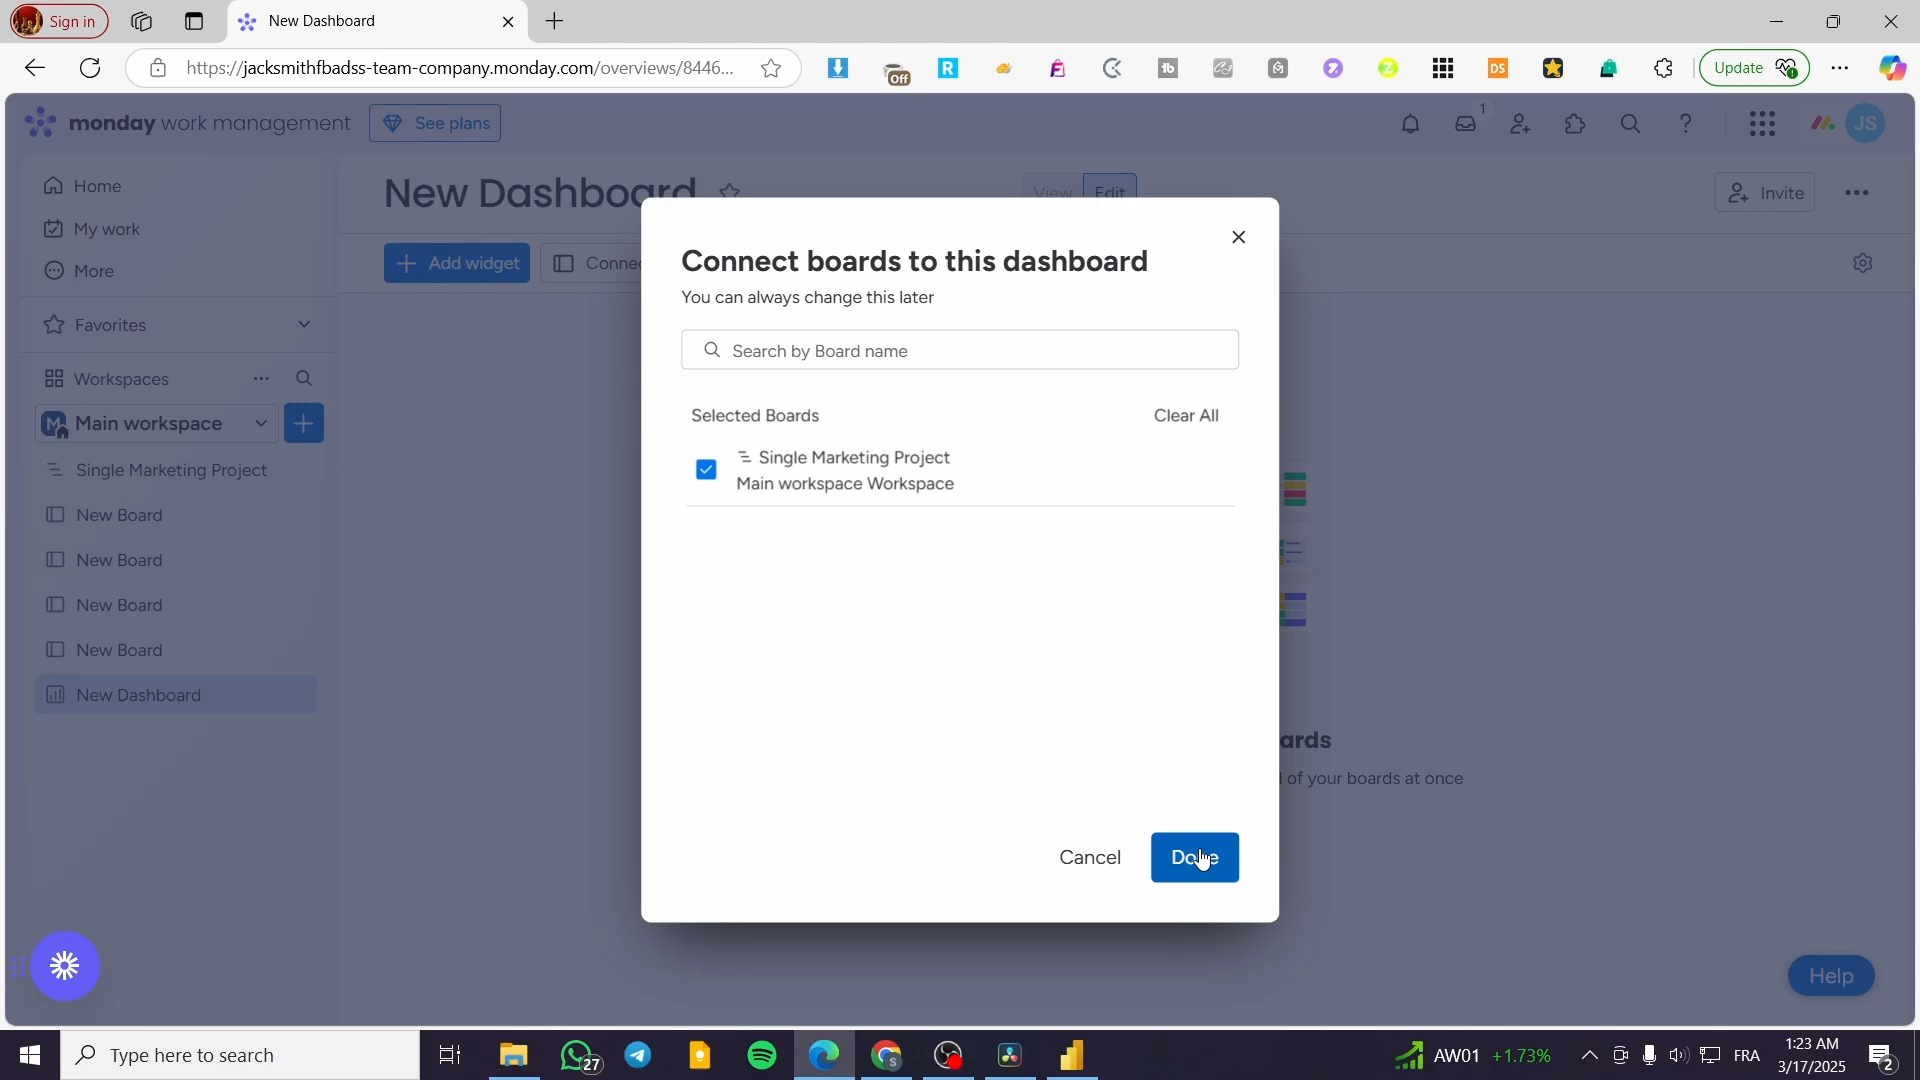 Sign in
New Dashboard
https://jacksmithfbadss-team-company.monday.com/overviews/8446...
Off
DS
Update
monday work management
See plans
1
JS
Home
My work
More
Favorites
Workspaces
M Main workspace
Single Marketing Project
New Board
New Board
New Board
New Board
New Dashboard
New Dashboard
View
Edit
Invite
Add widget
Connec
Connect boards to this dashboard
You can always change this later
Search by Board name
Selected Boards
Clear All
Single Marketing Project
Main workspace Workspace
ards
l of your boards at once
Cancel
Done
Help
Type here to search
27
S
AW01 +1.73%
FRA
1:23 AM
3/17/2025
2